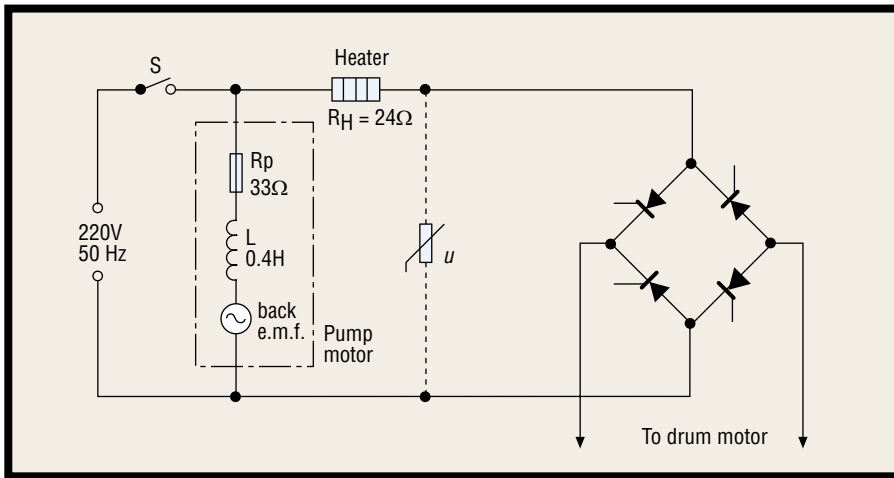 S
Heater
R_H = 24Ω
Rp
33Ω
220V
50 Hz
L
0.4H
u
back
e.m.f.
Pump
motor
To drum motor